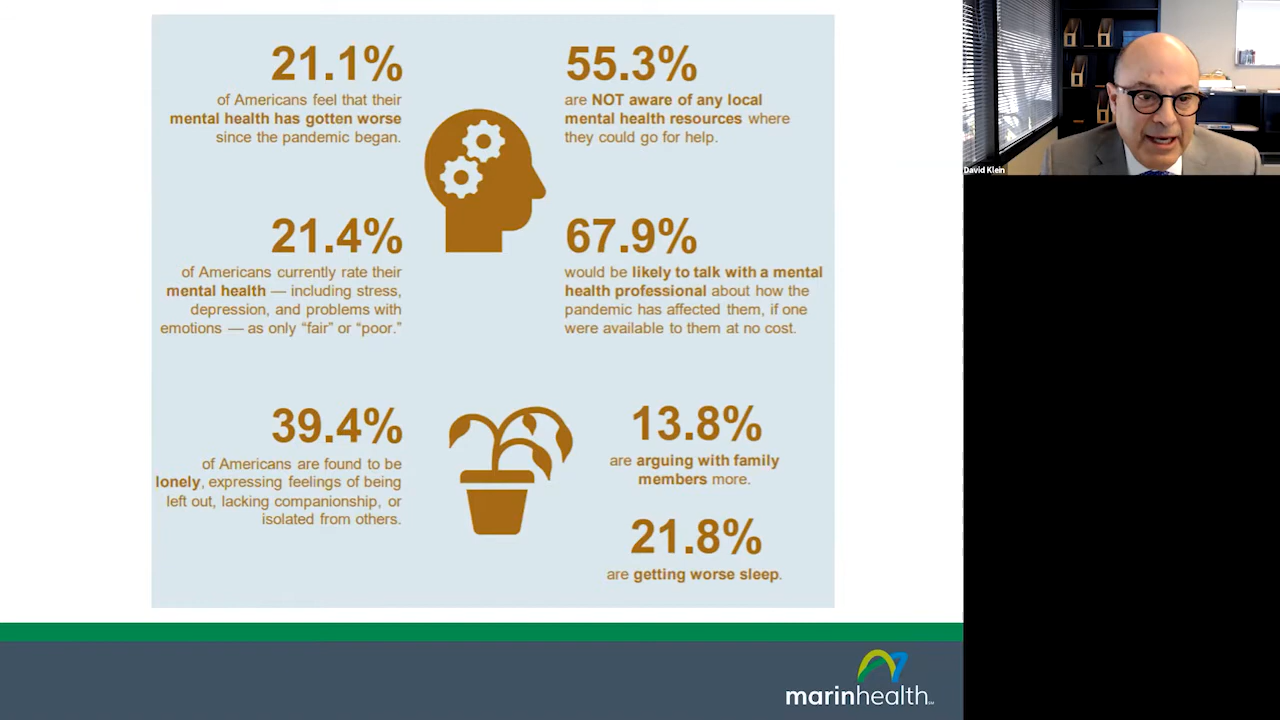 21.1%
of Americans feel that their
mental health has gotten worse
since the pandemic began.
55.3%
are NOT aware of any local
mental health resources where
they could go for help.
21.4%
of Americans currently rate their
mental health — including stress,
depression, and problems with
emotions — as only “fair” or “poor.”
67.9%
would be likely to talk with a mental
health professional about how the
pandemic has affected them, if one
were available to them at no cost.
39.4%
of Americans are found to be
lonely, expressing feelings of being
left out, lacking companionship, or
isolated from others.
13.8%
are arguing with family
members more.
21.8%
are getting worse sleep.
marinhealth
David Klein